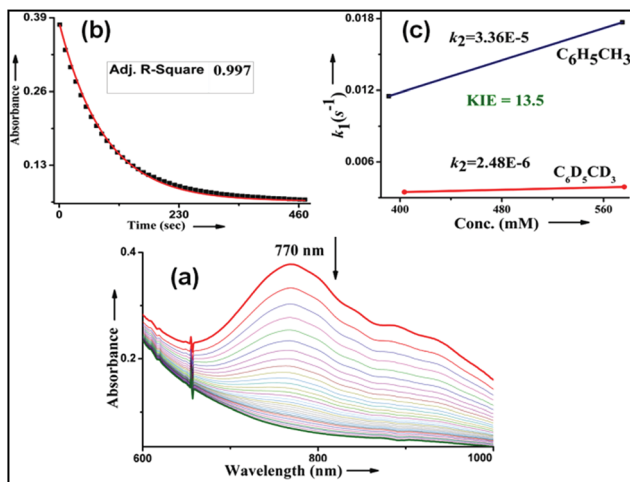 (b)
0.39
0.26
0.13
Absorbance
Adj. R-Square 0.997
0 230 460
Time (sec)
(c)
0.018
0.012
0.006
k₁(s⁻¹)
k₂=3.36E-5
C₆H₅CH₃
KIE = 13.5
k₂=2.48E-6
C₆D₅CD₃
400 480 560
Conc. (mM)
(a)
770 nm
0.4
0.2
Absorbance
600 800 1000
Wavelength (nm)